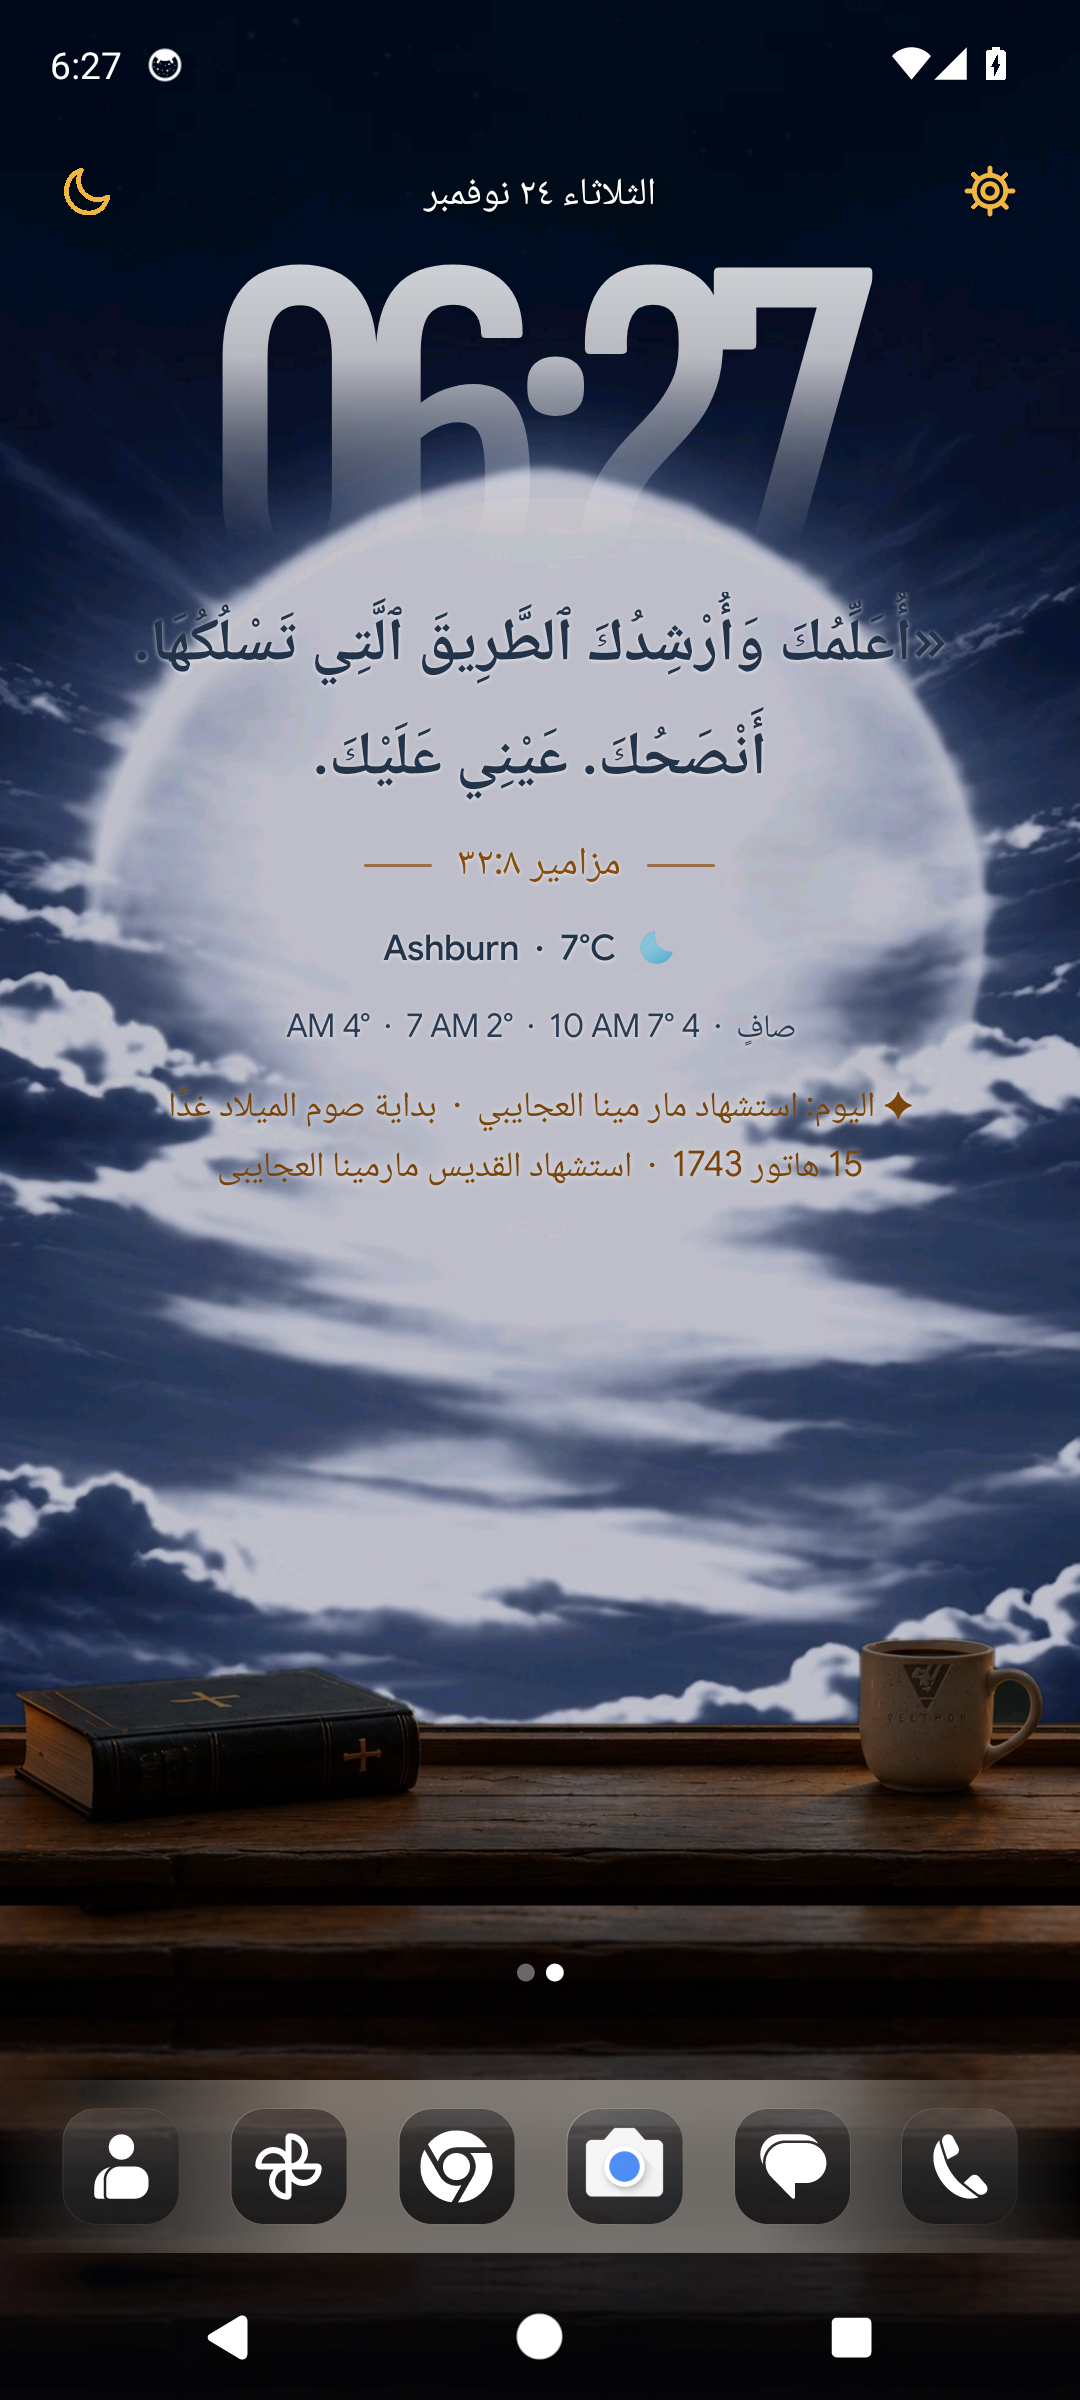 6:27
الثلاثاء ٢٤ نوفمبر
06:27
«أُعَلِّمُكَ وَأُرْشِدُكَ ٱلطَّرِيقَ ٱلَّتِي تَسْلُكُهَا.
أَنْصَحُكَ. عَيْنِي عَلَيْكَ.
مزامير ٣٢:٨
Ashburn · 7°C
صافٍ · 4 AM 4° · 7 AM 2° · 10 AM 7°
✦ اليوم: استشهاد مار مينا العجايبي · بداية صوم الميلاد غدًا
15 هاتور 1743 · استشهاد القديس مارمينا العجايبى
VELTHON